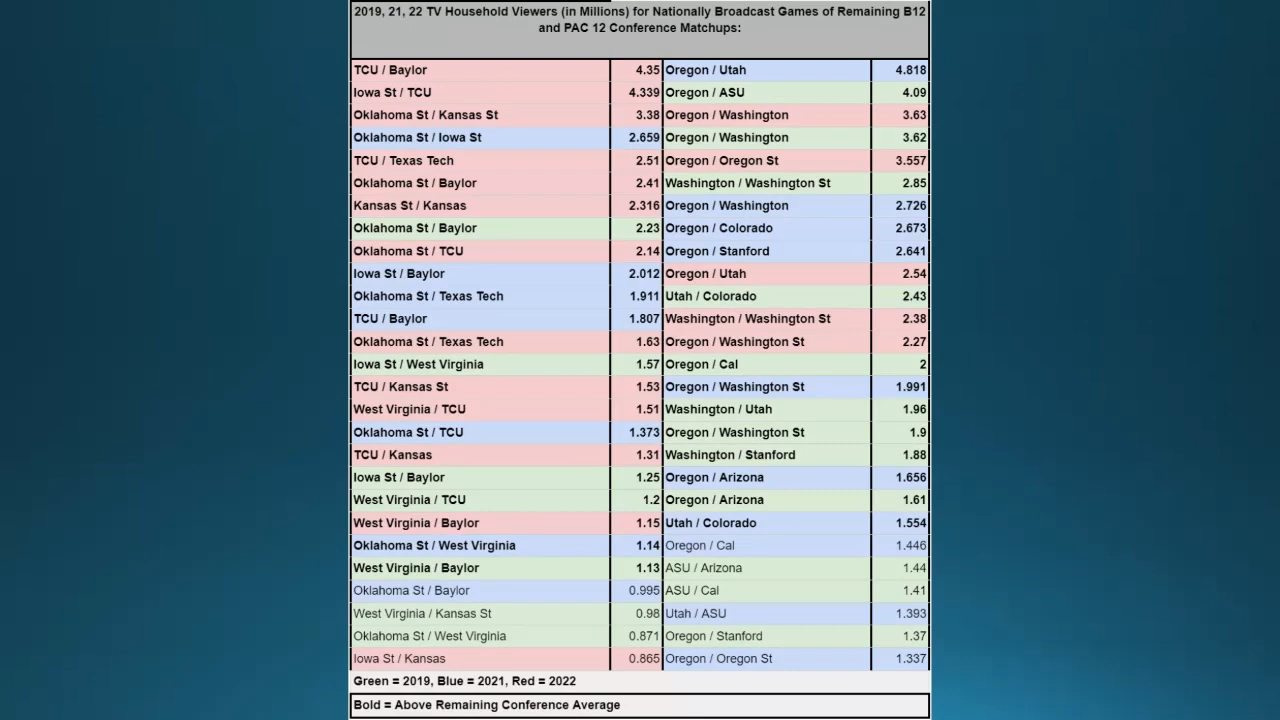 2019, 21, 22 TV Household Viewers (in Millions) for Nationally Broadcast Games of Remaining B12
and PAC 12 Conference Matchups:
TCU / Baylor 4.35 Oregon / Utah 4.818
Iowa St / TCU 4.339 Oregon / ASU 4.09
Oklahoma St / Kansas St 3.38 Oregon / Washington 3.63
Oklahoma St / Iowa St 2.659 Oregon / Washington 3.62
TCU / Texas Tech 2.51 Oregon / Oregon St 3.557
Oklahoma St / Baylor 2.41 Washington / Washington St 2.85
Kansas St / Kansas 2.316 Oregon / Washington 2.726
Oklahoma St / Baylor 2.23 Oregon / Colorado 2.673
Oklahoma St / TCU 2.14 Oregon / Stanford 2.641
Iowa St / Baylor 2.012 Oregon / Utah 2.54
Oklahoma St / Texas Tech 1.911 Utah / Colorado 2.43
TCU / Baylor 1.807 Washington / Washington St 2.38
Oklahoma St / Texas Tech 1.63 Oregon / Washington St 2.27
Iowa St / West Virginia 1.57 Oregon / Cal 2
TCU / Kansas St 1.53 Oregon / Washington St 1.991
West Virginia / TCU 1.51 Washington / Utah 1.96
Oklahoma St / TCU 1.373 Oregon / Washington St 1.9
TCU / Kansas 1.31 Washington / Stanford 1.88
Iowa St / Baylor 1.25 Oregon / Arizona 1.656
West Virginia / TCU 1.2 Oregon / Arizona 1.61
West Virginia / Baylor 1.15 Utah / Colorado 1.554
Oklahoma St / West Virginia 1.14 Oregon / Cal 1.446
West Virginia / Baylor 1.13 ASU / Arizona 1.44
Oklahoma St / Baylor 0.995 ASU / Cal 1.41
West Virginia / Kansas St 0.98 Utah / ASU 1.393
Oklahoma St / West Virginia 0.871 Oregon / Stanford 1.37
Iowa St / Kansas 0.865 Oregon / Oregon St 1.337
Green = 2019, Blue = 2021, Red = 2022
Bold = Above Remaining Conference Average